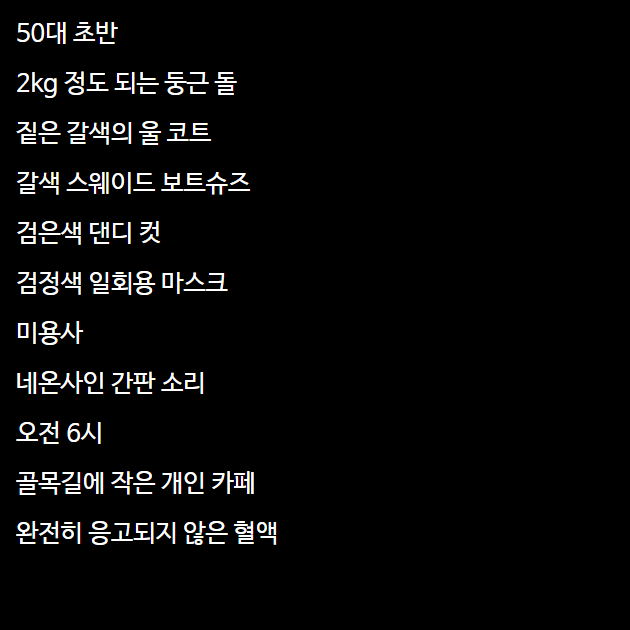 50대 초반
2kg 정도 되는 둥근 돌
짙은 갈색의 울 코트
갈색 스웨이드 보트슈즈
검은색 댄디 컷
검정색 일회용 마스크
미용사
네온사인 간판 소리
오전 6시
골목길에 작은 개인 카페
완전히 응고되지 않은 혈액